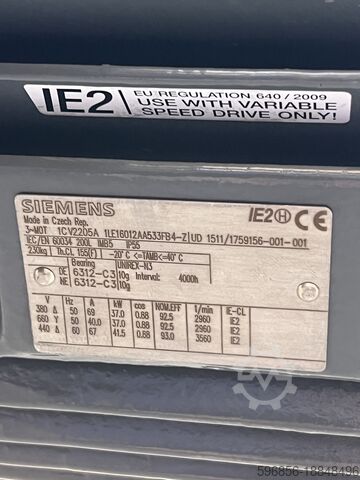 IE2 EU REGULATION 640/2009
USE WITH VARIABLE
SPEED DRIVE ONLY!
SIEMENS IE2 H CE
Made in Czech Rep.
3~MOT 1CV2205A 1LE16012AA533FB4-Z UD 1511/1759156-001-001
IEC/EN 60034 200L IMB5 IP55
230kg Th.CL 155(F) -20°C <=TAMB<=40°C
Bearing UNIREX-N3
DE 6312-C3 10g Interval 4000h
NE 6312-C3 10g
V Hz A kW cos NOM.EFF 1/min IE-CL
380 Δ 50 69 37.0 0.88 92.5 2960 IE2
660 Y 50 40.0 37.0 0.88 92.5 2960 IE2
440 Δ 60 67 41.5 0.88 93.0 3560 IE2
596856-18848496